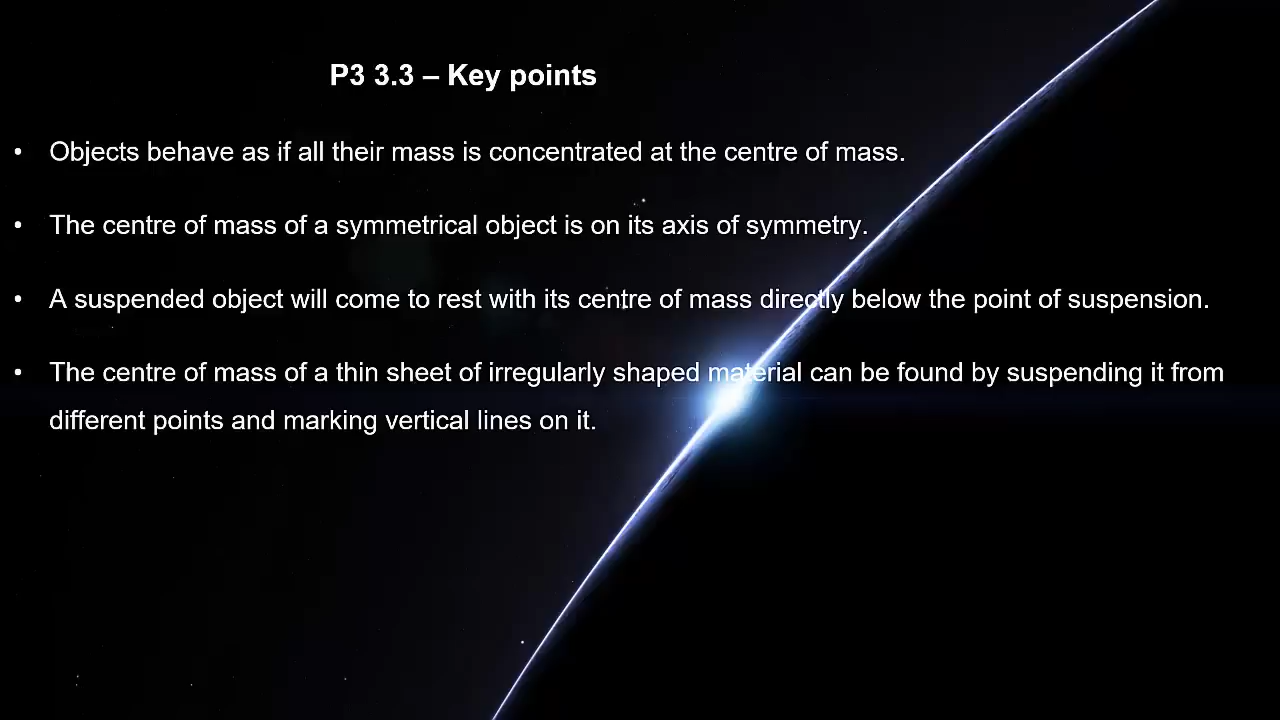 P3 3.3 – Key points
• Objects behave as if all their mass is concentrated at the centre of mass.
• The centre of mass of a symmetrical object is on its axis of symmetry.
• A suspended object will come to rest with its centre of mass directly below the point of suspension.
• The centre of mass of a thin sheet of irregularly shaped material can be found by suspending it from
different points and marking vertical lines on it.